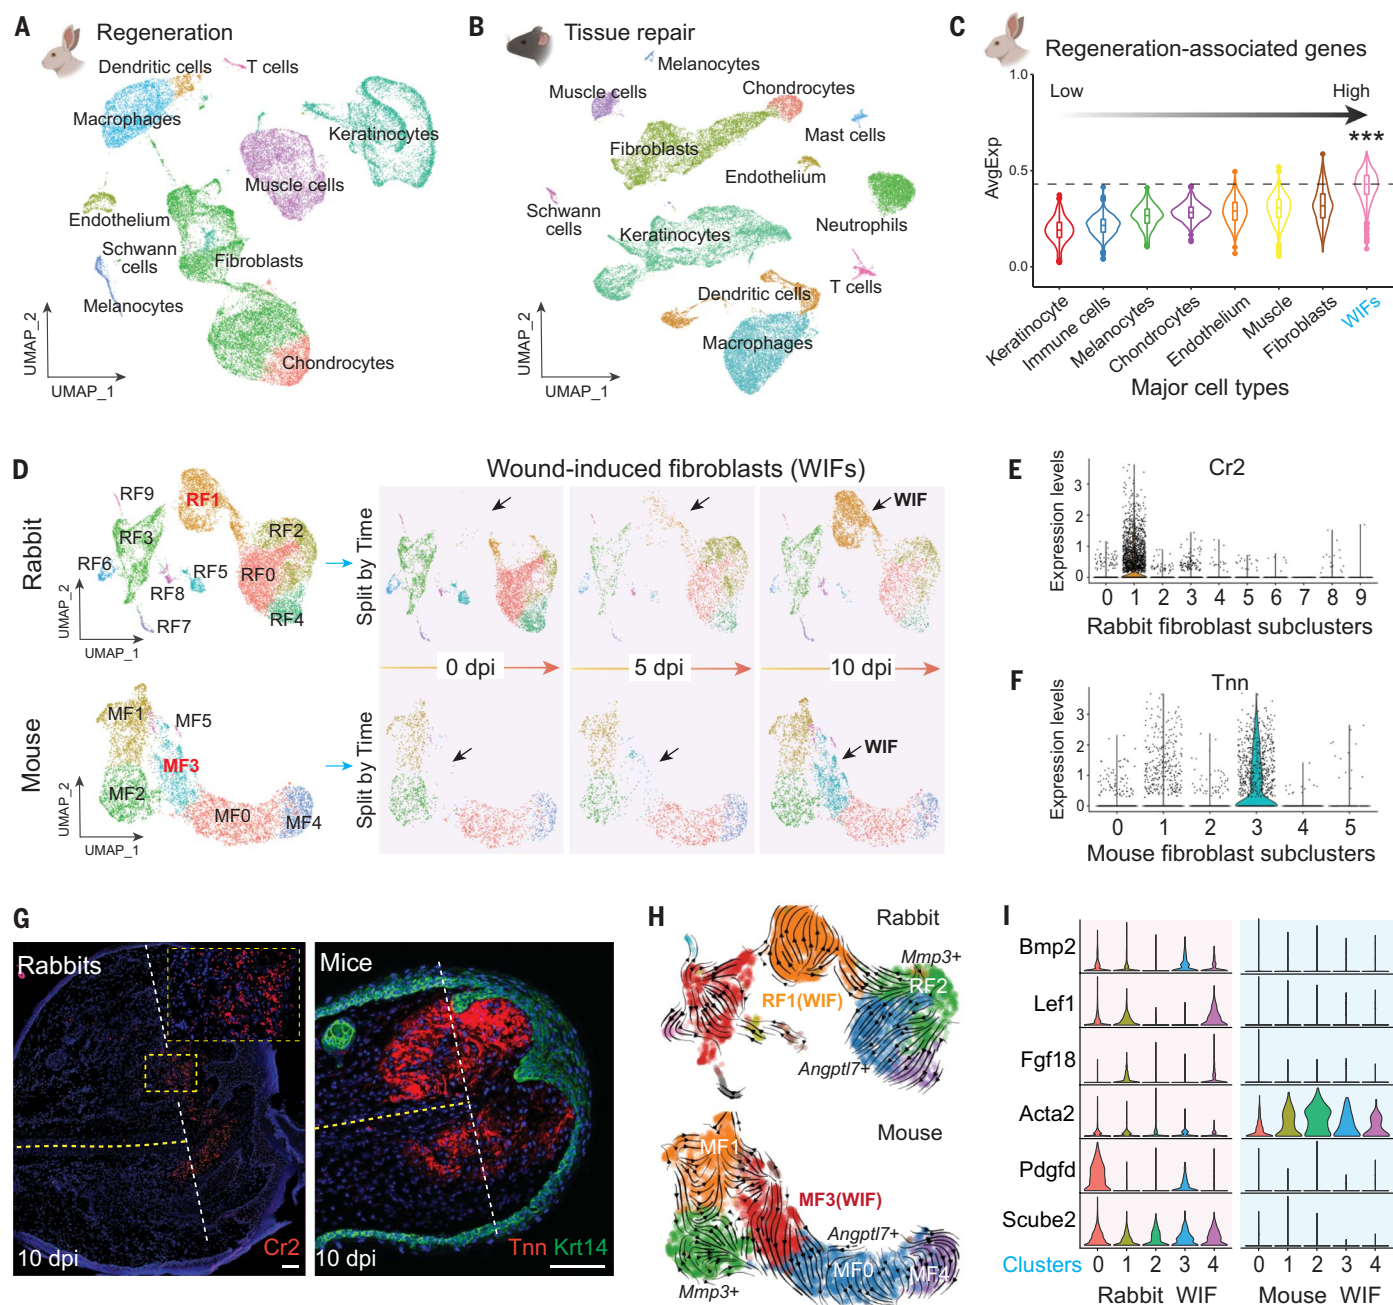 A
Regeneration
Dendritic cells
T cells
Macrophages
Keratinocytes
Muscle cells
Endothelium
Schwann
cells
Fibroblasts
Melanocytes
Chondrocytes
UMAP_2
UMAP_1
B
Tissue repair
Melanocytes
Muscle cells
Chondrocytes
Mast cells
Fibroblasts
Endothelium
Schwann
cells
Neutrophils
Keratinocytes
Dendritic cells
T cells
Macrophages
UMAP_2
UMAP_1
C
Regeneration-associated genes
1.0
Low
High
***
AvgExp
0.5
0.0
Keratinocyte
Immune cells
Melanocytes
Chondrocytes
Endothelium
Muscle
Fibroblasts
WIFs
Major cell types
D
Wound-induced fibroblasts (WIFs)
Rabbit
RF9
RF1
RF3
RF2
RF6
RF5
RF0
RF8
RF4
RF7
UMAP_2
UMAP_1
Split by Time
WIF
0 dpi
5 dpi
10 dpi
Mouse
MF1
MF5
MF3
MF2
MF0
MF4
UMAP_2
UMAP_1
Split by Time
WIF
E
Cr2
Expression levels
3
2
1
0
0 1 2 3 4 5 6 7 8 9
Rabbit fibroblast subclusters
F
Tnn
Expression levels
3
2
1
0
0 1 2 3 4 5
Mouse fibroblast subclusters
G
Rabbits
10 dpi
Cr2
Mice
10 dpi
Tnn Krt14
H
Rabbit
Mmp3+
RF1(WIF)
RF2
Angptl7+
Mouse
MF1
MF3(WIF)
Angptl7+
MF0
MF4
Mmp3+
I
Bmp2
Lef1
Fgf18
Acta2
Pdgfd
Scube2
Clusters
0 1 2 3 4
0 1 2 3 4
Rabbit WIF
Mouse WIF